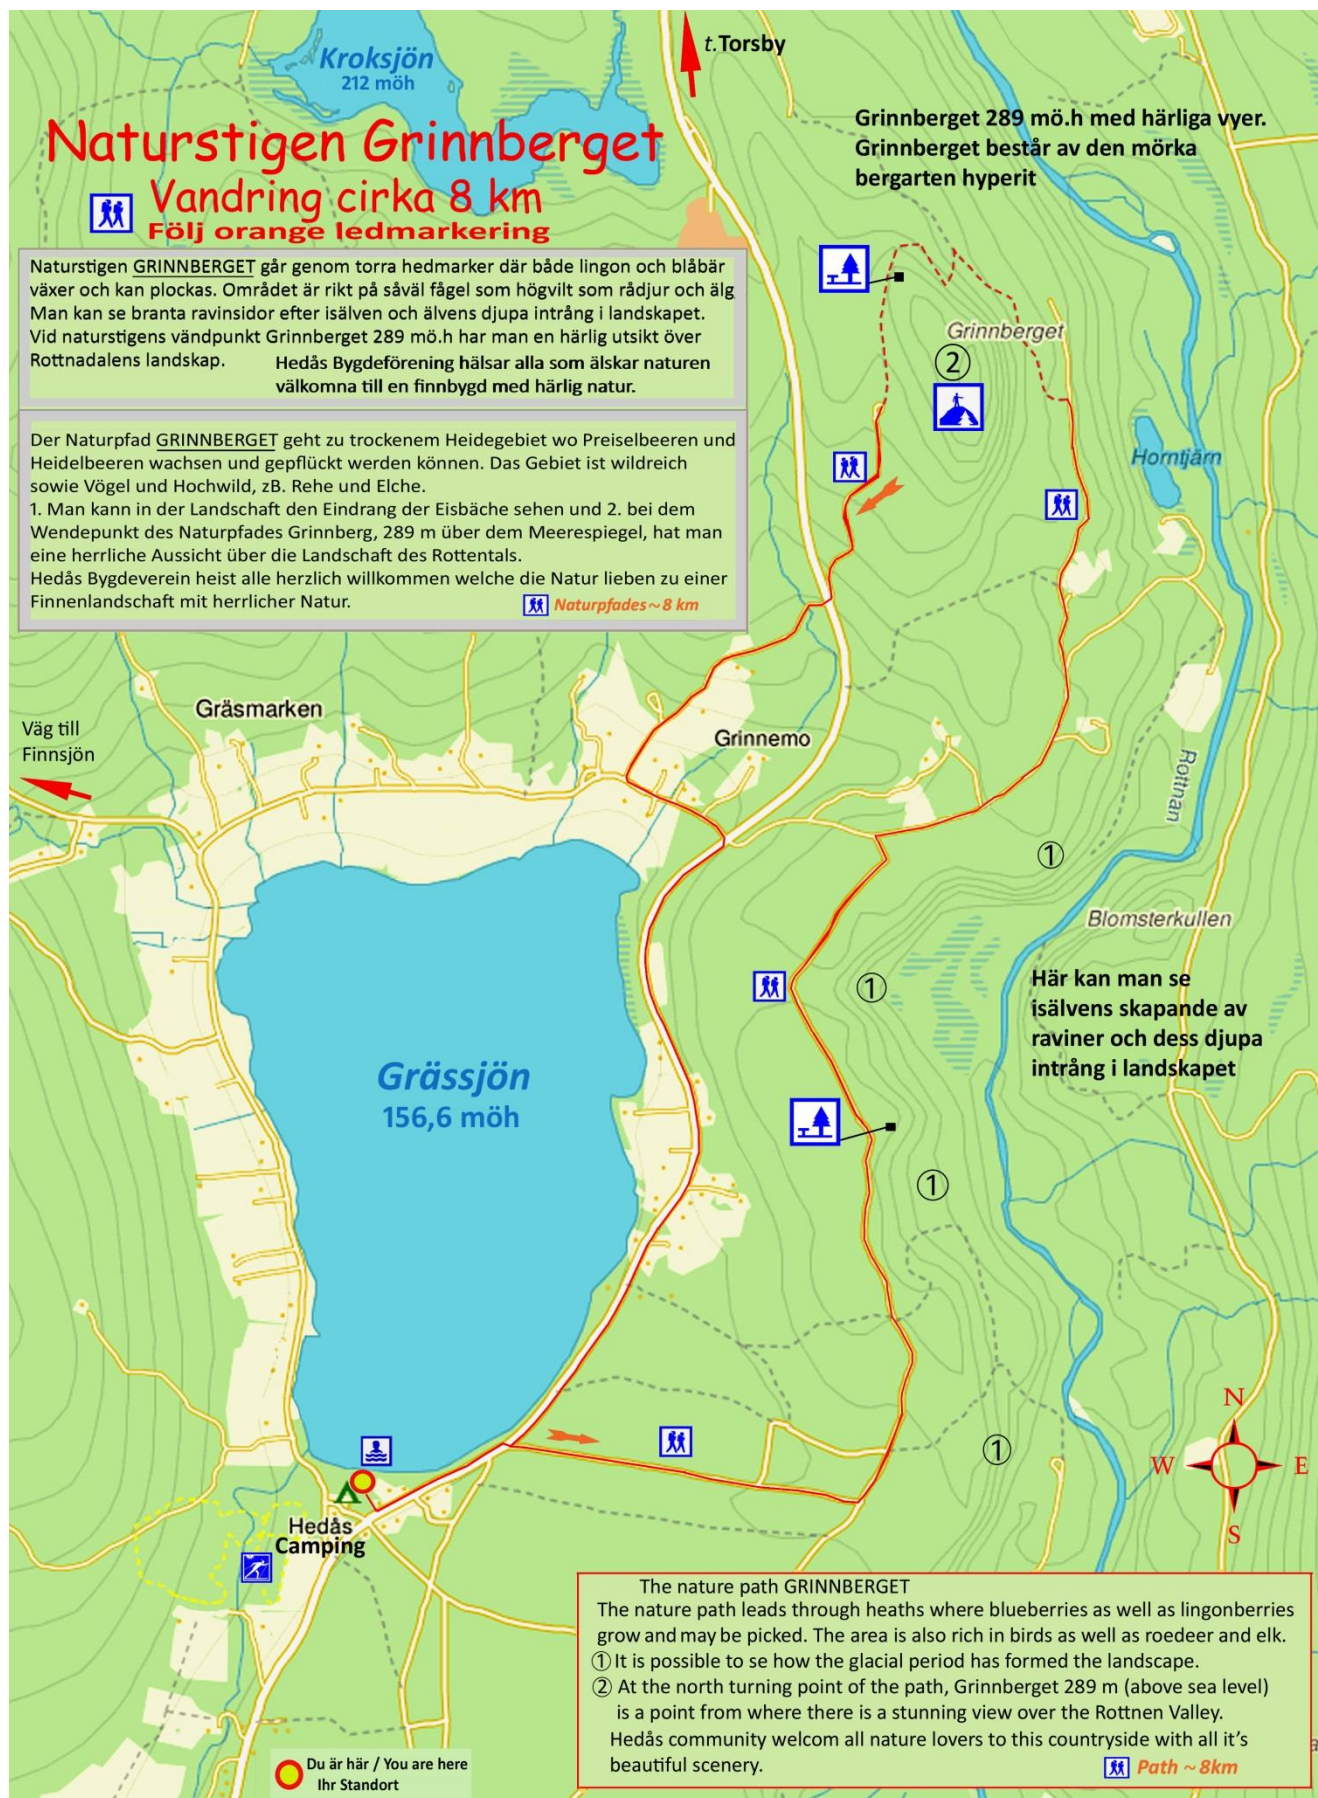 Kroksjön
212 möh
t.Torsby
Naturstigen Grinnberget
Vandring cirka 8 km
Följ orange ledmarkering
Grinnberget 289 mö.h med härliga vyer.
Grinnberget består av den mörka
bergarten hyperit
Naturstigen GRINNBERGET går genom torra hedmarker där både lingon och blåbär
växer och kan plockas. Området är rikt på såväl fågel som högvilt som rådjur och älg
Man kan se branta ravinsidor efter isälven och älvens djupa intrång i landskapet.
Vid naturstigens vändpunkt Grinnberget 289 mö.h har man en härlig utsikt över
Rottnadalens landskap. Hedås Bygdeförening hälsar alla som älskar naturen
välkomna till en finnbygd med härlig natur.
Der Naturpfad GRINNBERGET geht zu trockenem Heidegebiet wo Preiselbeeren und
Heidelbeeren wachsen und gepflückt werden können. Das Gebiet ist wildreich
sowie Vögel und Hochwild, zB. Rehe und Elche.
1. Man kann in der Landschaft den Eindrang der Eisbäche sehen und 2. bei dem
Wendepunkt des Naturpfades Grinnberg, 289 m über dem Meerespiegel, hat man
eine herrliche Aussicht über die Landschaft des Rottentals.
Hedås Bygdeverein heist alle herzlich willkommen welche die Natur lieben zu einer
Finnenlandschaft mit herrlicher Natur.
Naturpfades ~ 8 km
Grinnberget
2
Horntjärn
Gräsmarken
Väg till
Finnsjön
Grinnemo
Rottnan
1
Blomsterkullen
1
Här kan man se
isälvens skapande av
raviner och dess djupa
intrång i landskapet
Grässjön
156,6 möh
1
1
N
W E
S
Hedås
Camping
The nature path GRINNBERGET
The nature path leads through heaths where blueberries as well as lingonberries
grow and may be picked. The area is also rich in birds as well as roedeer and elk.
① It is possible to se how the glacial period has formed the landscape.
② At the north turning point of the path, Grinnberget 289 m (above sea level)
is a point from where there is a stunning view over the Rottnen Valley.
Hedås community welcom all nature lovers to this countryside with all it's
beautiful scenery.
Path ~ 8km
Du är här / You are here
Ihr Standort